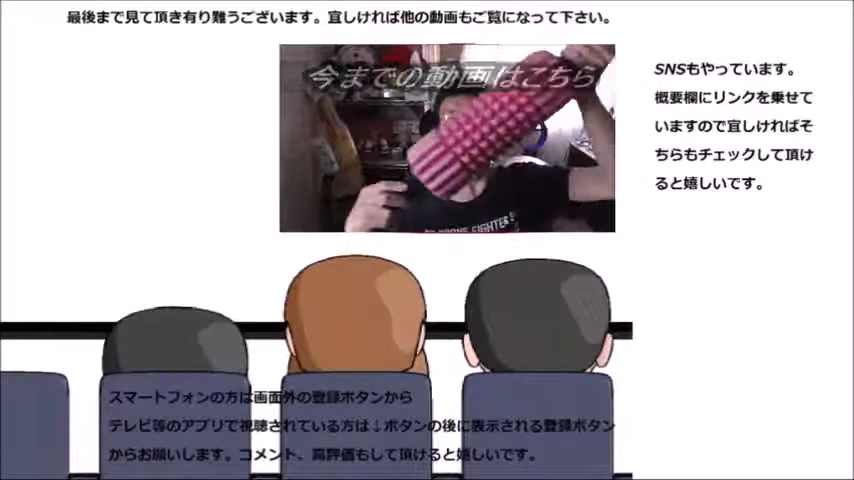 最後まで見て頂き有り難うございます。宜しければ他の動画もご覧になって下さい。
今までの動画はこちら
SNSもやっています。
概要欄にリンクを乗せて
いますので宜しければそ
ちらもチェックして頂け
ると嬉しいです。
FIGHTERS
スマートフォンの方は画面外の登録ボタンから
テレビ等のアプリで視聴されている方は↓ボタンの後に表示される登録ボタン
からお願いします。コメント、高評価もして頂けると嬉しいです。